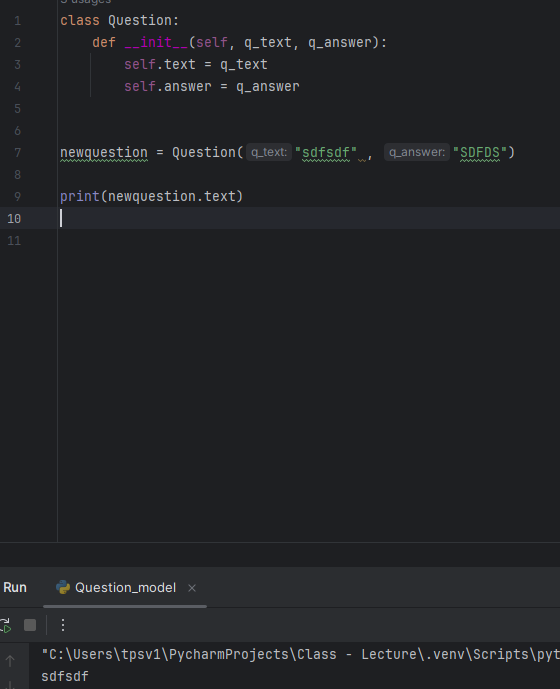 usages
1 class Question:
2 def __init__(self, q_text, q_answer):
3 self.text = q_text
4 self.answer = q_answer
5
6
7 newquestion = Question(q_text: "sdfsdf" , q_answer: "SDFDS")
8
9 print(newquestion.text)
10
11
Run Question_model ×
"C:\Users\tpsv1\PycharmProjects\Class - Lecture\.venv\Scripts\pyt
sdfsdf